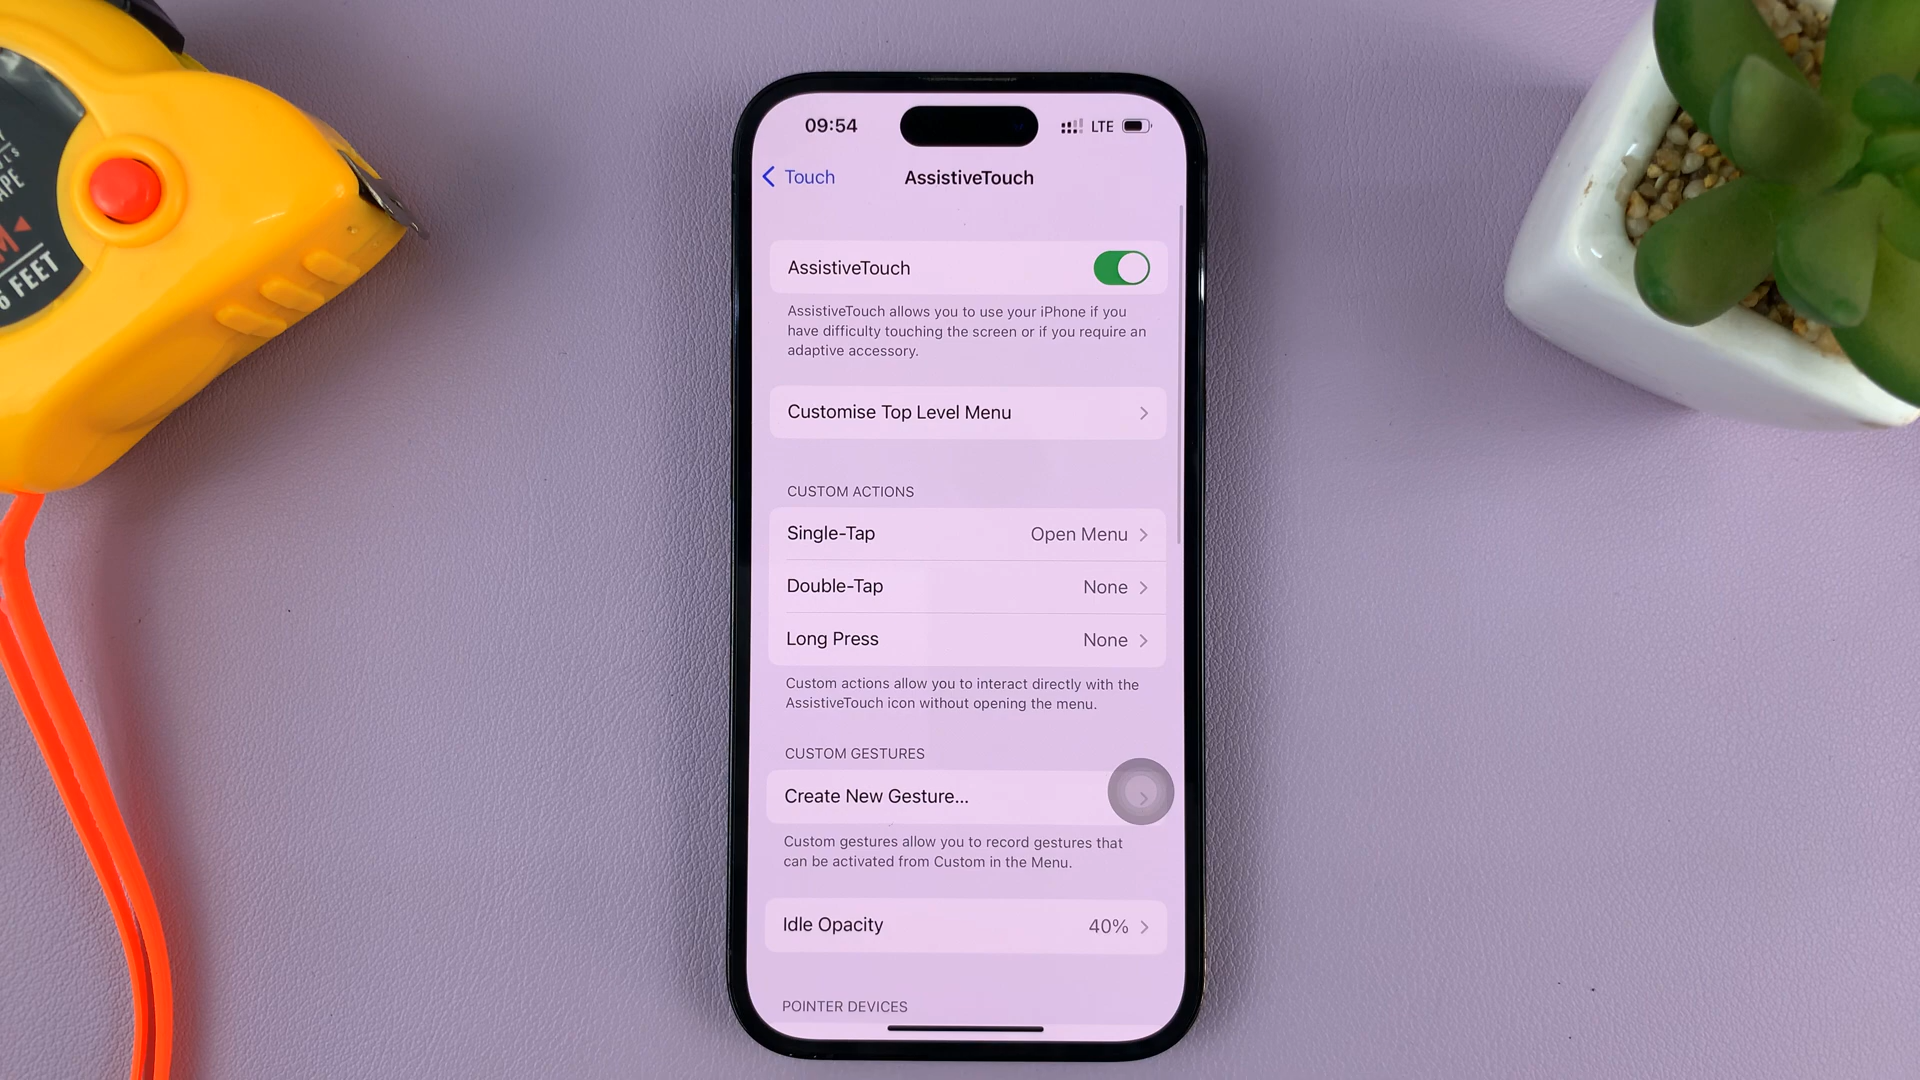 09:54
LTE
Touch
AssistiveTouch
AssistiveTouch
AssistiveTouch allows you to use your iPhone if you
have difficulty touching the screen or if you require an
adaptive accessory.
Customise Top Level Menu
CUSTOM ACTIONS
Single-Tap
Open Menu
Double-Tap
None
Long Press
None
Custom actions allow you to interact directly with the
AssistiveTouch icon without opening the menu.
CUSTOM GESTURES
Create New Gesture...
Custom gestures allow you to record gestures that
can be activated from Custom in the Menu.
Idle Opacity
40%
POINTER DEVICES
6 FEET